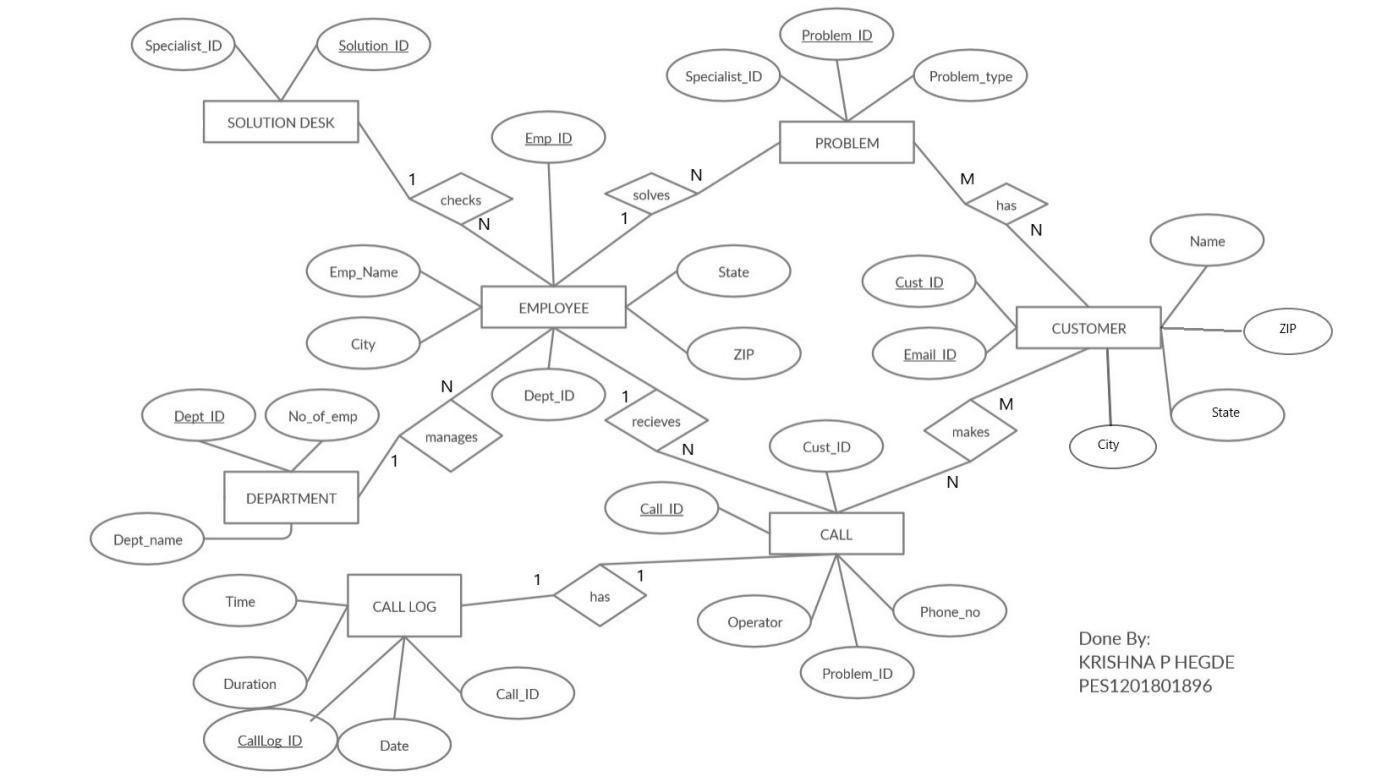 Problem_ID
Specialist_ID
Solution_ID
Specialist_ID
Problem_type
SOLUTION DESK
Emp_ID
PROBLEM
1
checks
N
solves
N
1
M
has
N
Name
Emp_Name
State
Cust_ID
EMPLOYEE
CUSTOMER
ZIP
City
ZIP
Email_ID
Dept_ID
State
City
Dept_ID
No_of_emp
N
manages
1
1
recieves
N
M
makes
N
Cust_ID
DEPARTMENT
Call_ID
CALL
Dept_name
Time
CALL LOG
1
has
1
Operator
Phone_no
Problem_ID
Duration
Call_ID
CallLog_ID
Date
Done By:
KRISHNA P HEGDE
PES1201801896